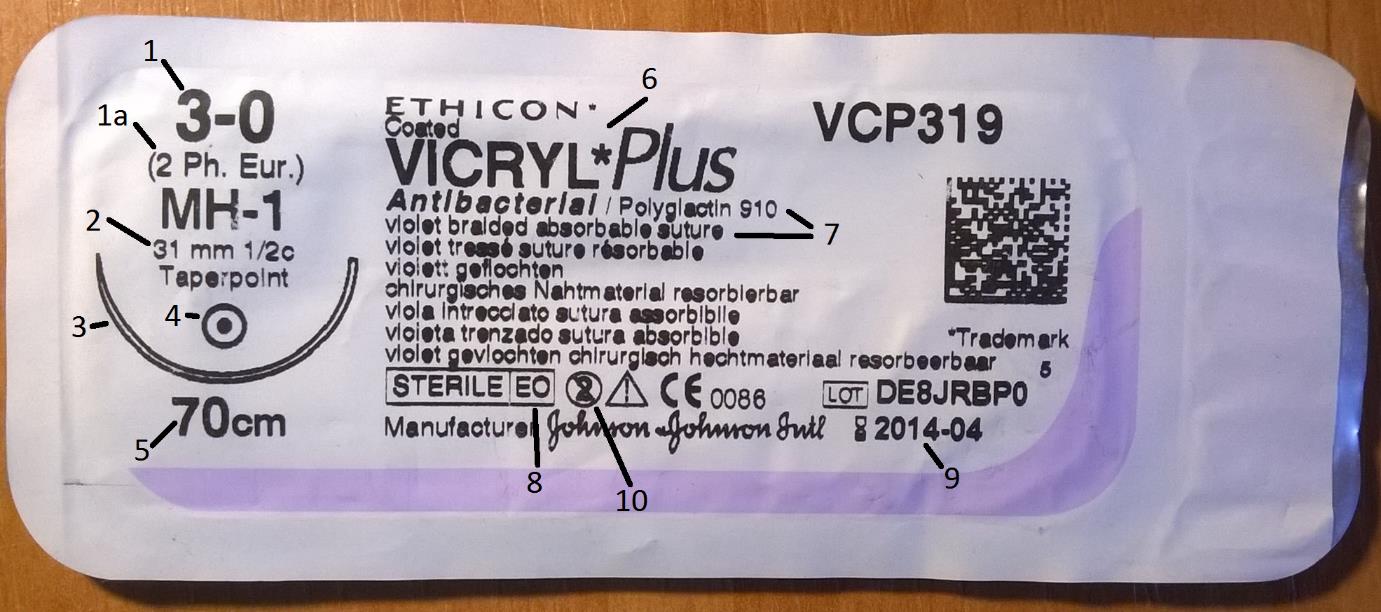 1
3-0
1a
(2 Ph. Eur.)
MH-1
2
31 mm 1/2c
Taperpoint
3
4
5
70cm
6
ETHICON*
Coated
VICRYL*Plus
Antibacterial / Polyglactin 910
violet braided absorbable suture
7
violet tressé suture résorbable
violett geflochten
chirurgisches Nahtmaterial resorbierbar
viola intrecciato sutura assorbibile
violeta trenzado sutura absorbible
violet gevlochten chirurgisch hechtmateriaal resorbeerbaar
STERILE EO 2 CE 0086
Manufacturer Johnson & Johnson Intl
8
10
VCP319
*Trademark
5
LOT DE8JRBP0
2014-04
9